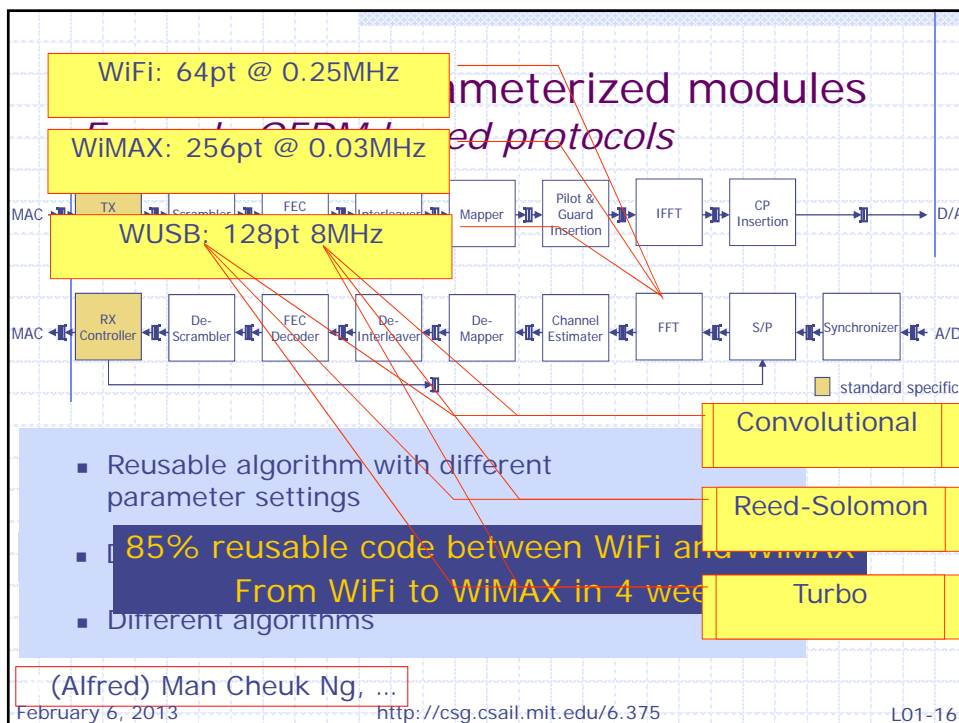 WiFi: 64pt @ 0.25MHz
ameterized modules
WiMAX: 256pt @ 0.03MHz
ed protocols
MAC
TX
Scrambler
FEC
Interleaver
Mapper
Pilot &
Guard
Insertion
IFFT
CP
Insertion
D/A
WUSB: 128pt 8MHz
MAC
RX
Controller
De-
Scrambler
FEC
Decoder
De-
Interleaver
De-
Mapper
Channel
Estimater
FFT
S/P
Synchronizer
A/D
standard specific
Convolutional
Reusable algorithm with different
parameter settings
Reed-Solomon
85% reusable code between WiFi and WiMAX
From WiFi to WiMAX in 4 wee
Turbo
Different algorithms
(Alfred) Man Cheuk Ng, ...
February 6, 2013
http://csg.csail.mit.edu/6.375
L01-16